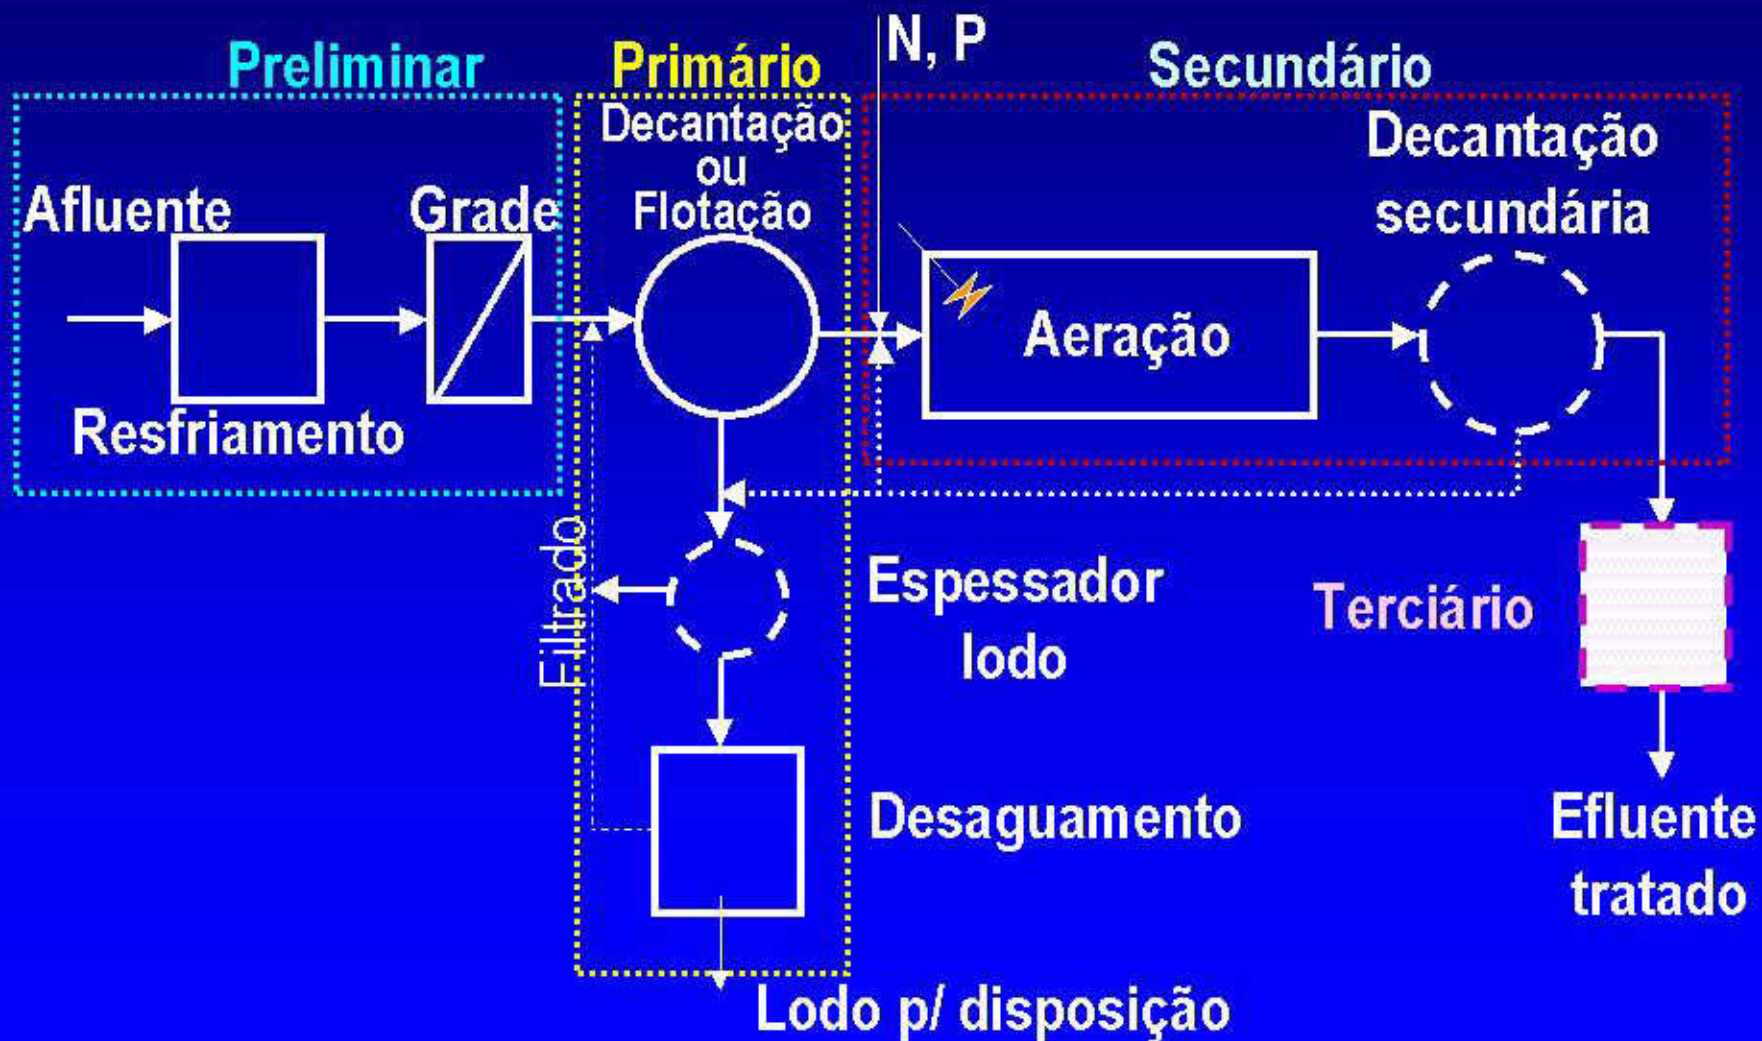 Preliminar
Primário
N, P
Secundário
Decantação
ou
Flotação
Decantação
secundária
Afluente
Grade
Aeração
Resfriamento
Filtrado
Espessador
lodo
Terciário
Desaguamento
Efluente
tratado
Lodo p/ disposição